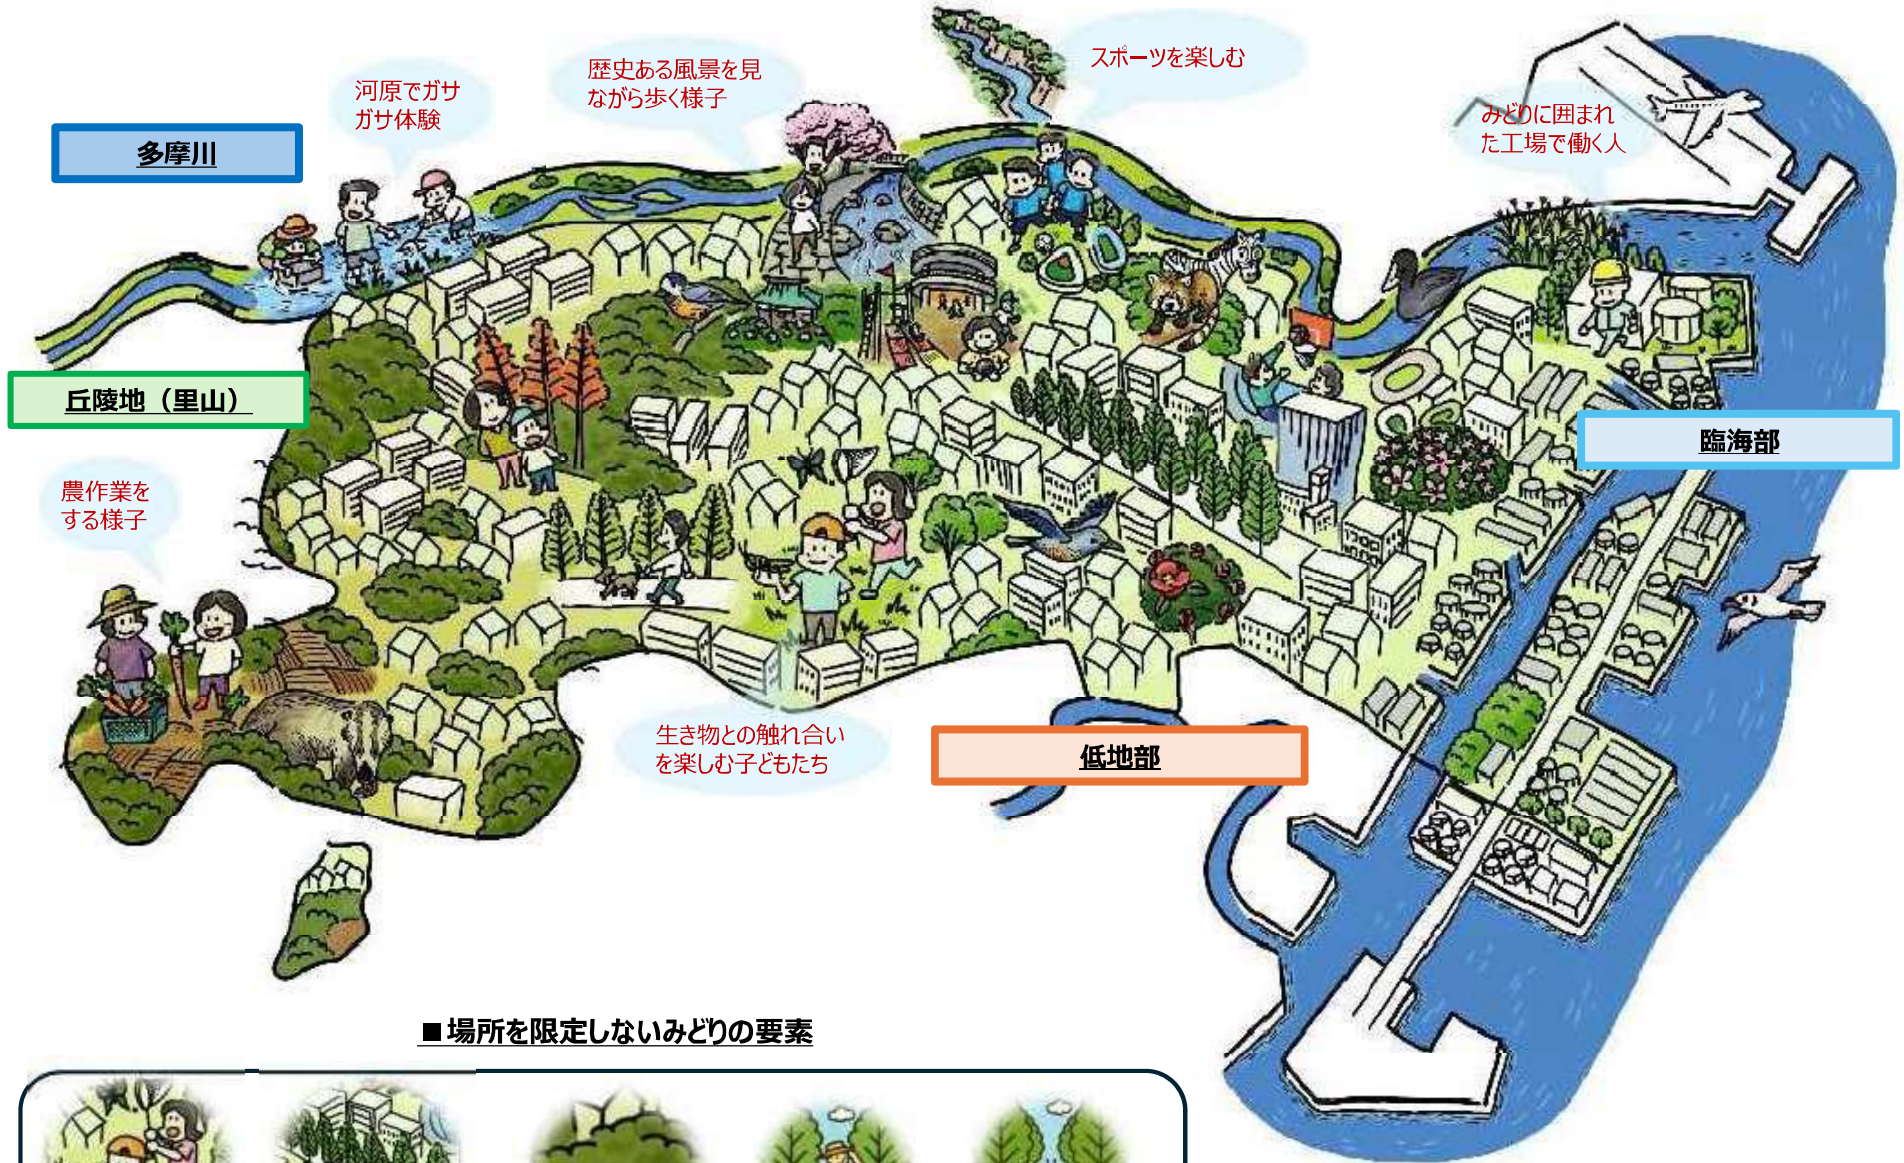 スポーツを楽しむ
歴史ある風景を見
ながら歩く様子
河原でガサ
ガサ体験
みどりに囲まれ
た工場で働く人
多摩川
丘陵地（里山）
臨海部
農作業を
する様子
生き物との触れ合い
を楽しむ子どもたち
低地部
■場所を限定しないみどりの要素